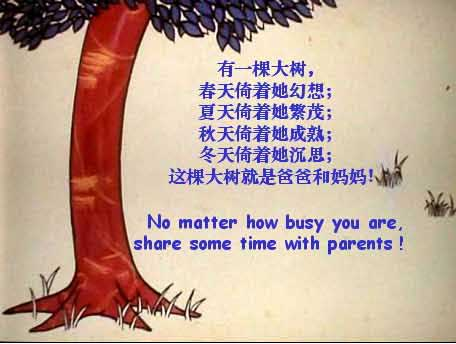 有一棵大树，
春天倚着她幻想；
夏天倚着她繁茂；
秋天倚着她成熟；
冬天倚着她沉思；
这棵大树就是爸爸和妈妈！
No matter how busy you are,
share some time with parents !